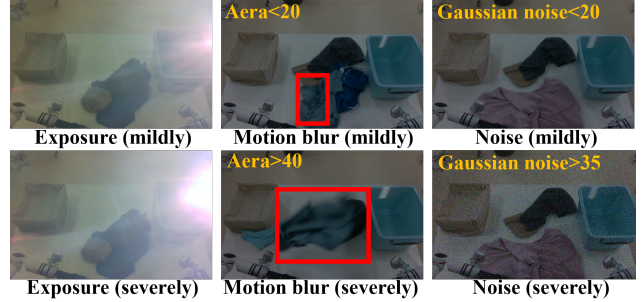 Aera<20
Gaussian noise<20
Exposure (mildly)
Motion blur (mildly)
Noise (mildly)
Aera>40
Gaussian noise>35
Exposure (severely)
Motion blur (severely)
Noise (severely)